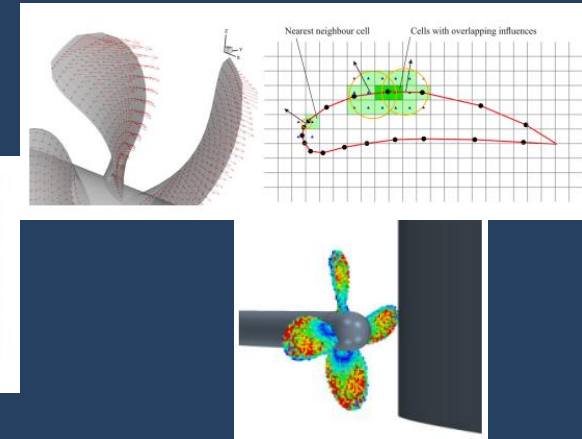 Nearest neighbour cell
Cells with overlapping influences
Z
Y
X